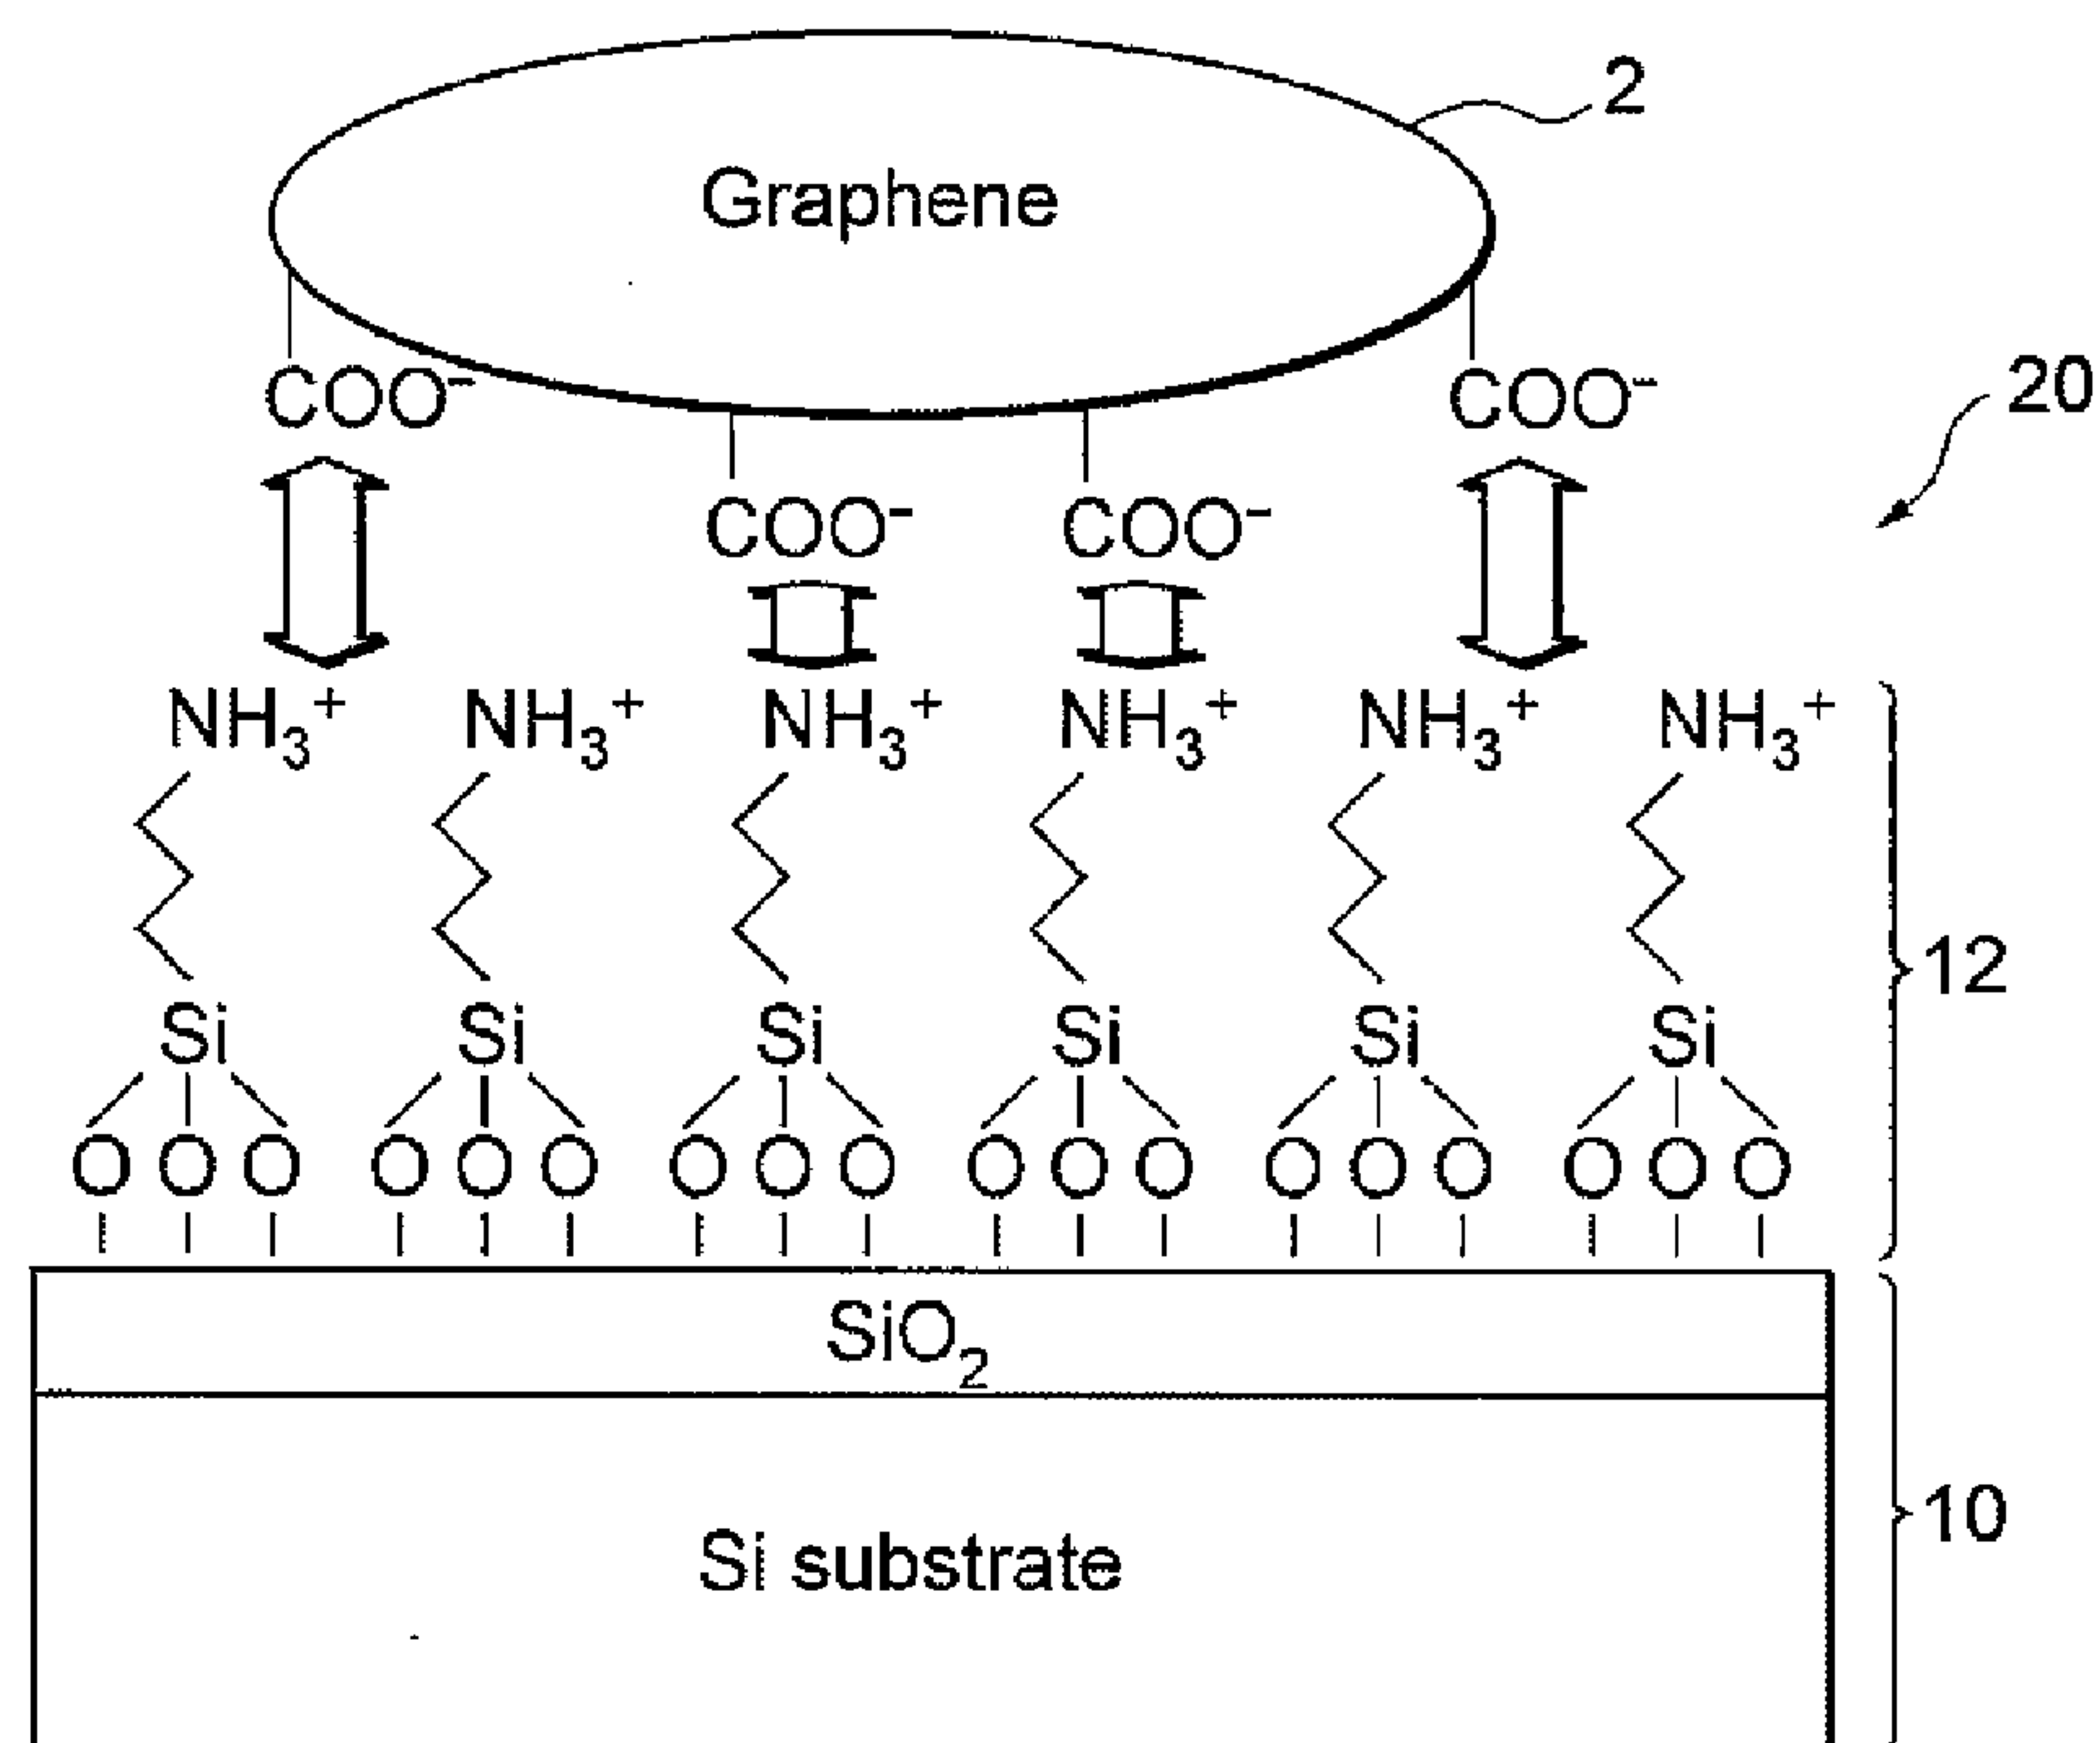 2
Graphene
COO⁻ COO⁻ 20
COO⁻ COO⁻
NH₃⁺ NH₃⁺ NH₃⁺ NH₃⁺ NH₃⁺ NH₃⁺
12
Si Si Si Si Si Si
O O O O O O O O O O O O O O O O O O
SiO₂
10
Si substrate